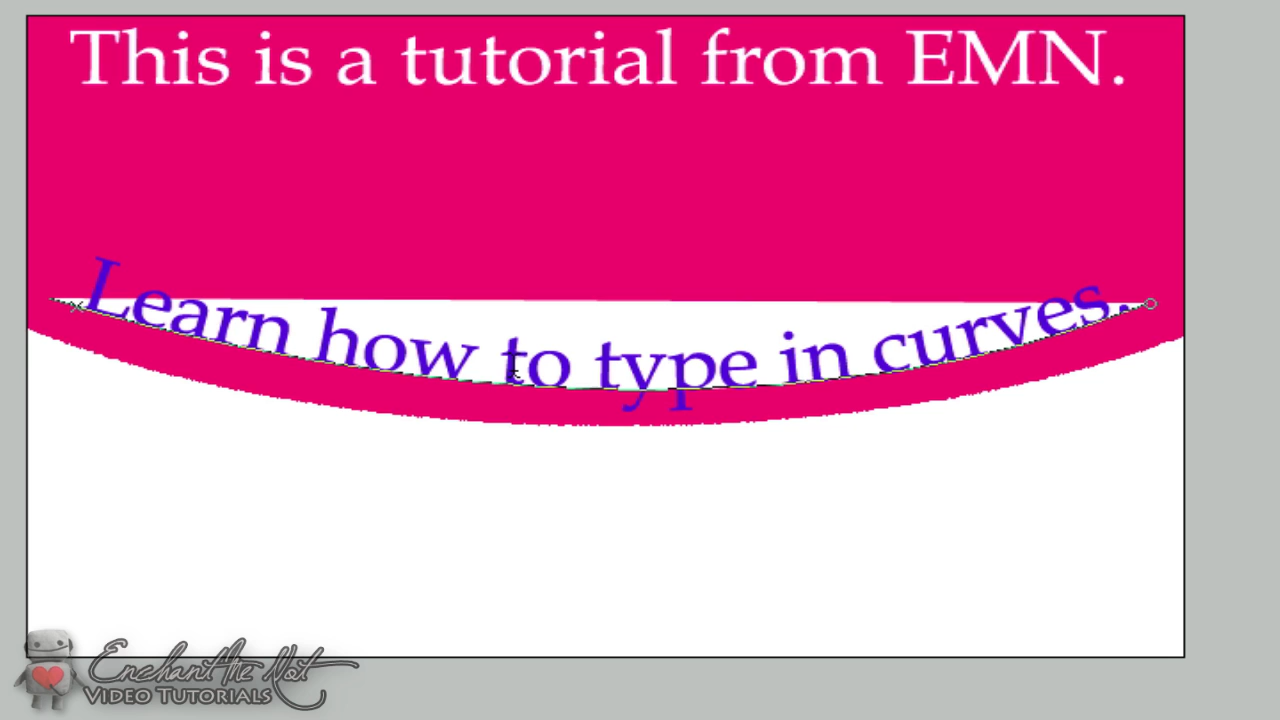 This is a tutorial from EMN.
Learn how to type in curves.
Enchant Me Not
VIDEO TUTORIALS